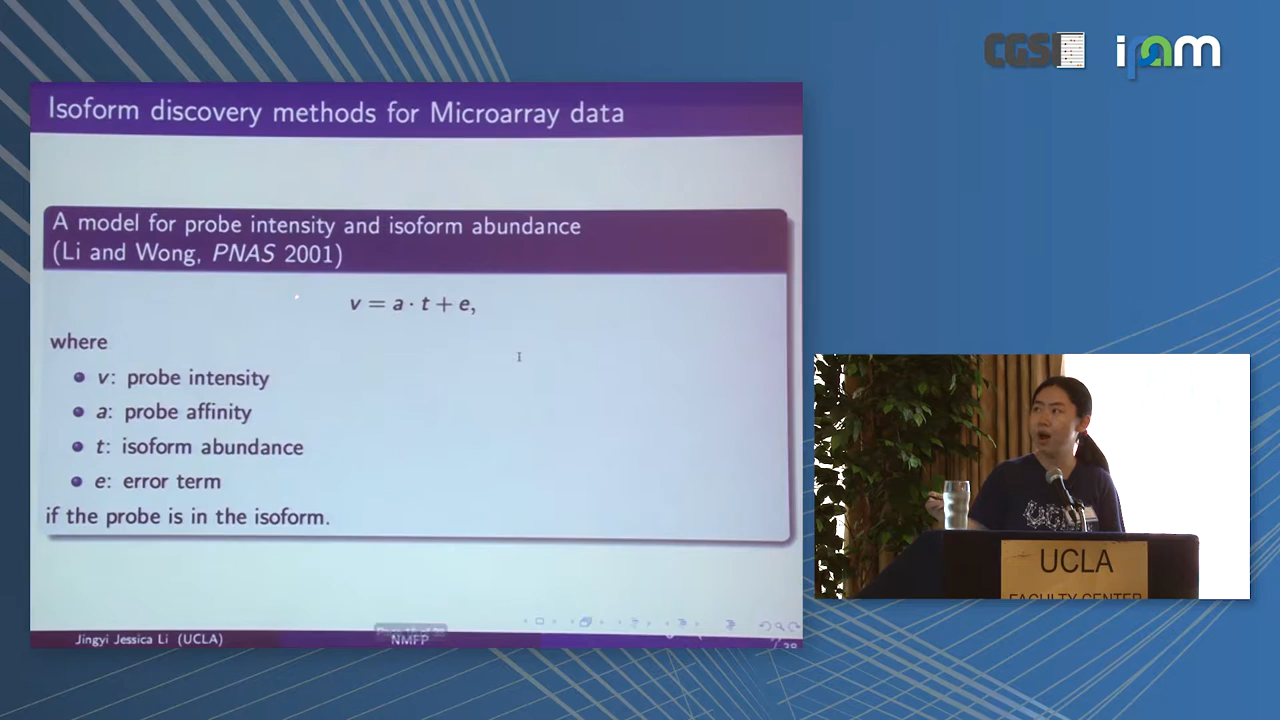 CGSI
ipam
Isoform discovery methods for Microarray data
A model for probe intensity and isoform abundance
(Li and Wong, PNAS 2001)
v = a · t + e,
where
v: probe intensity
a: probe affinity
t: isoform abundance
e: error term
if the probe is in the isoform.
Jingyi Jessica Li (UCLA)
NMFP
UCLA
FACULTY CENTER